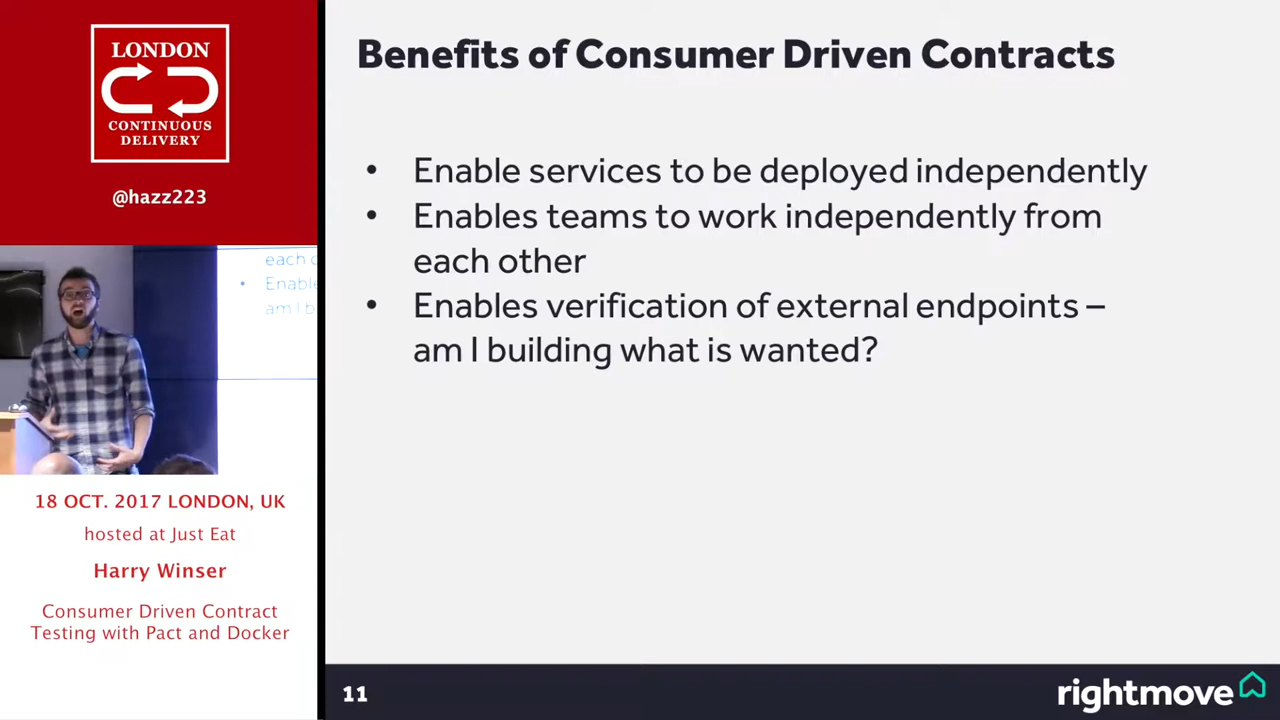 LONDON
CONTINUOUS
DELIVERY
@hazz223
each
Enable
am I b
18 OCT. 2017 LONDON, UK
hosted at Just Eat
Harry Winser
Consumer Driven Contract
Testing with Pact and Docker
Benefits of Consumer Driven Contracts
• Enable services to be deployed independently
• Enables teams to work independently from
each other
• Enables verification of external endpoints –
am I building what is wanted?
11
rightmove